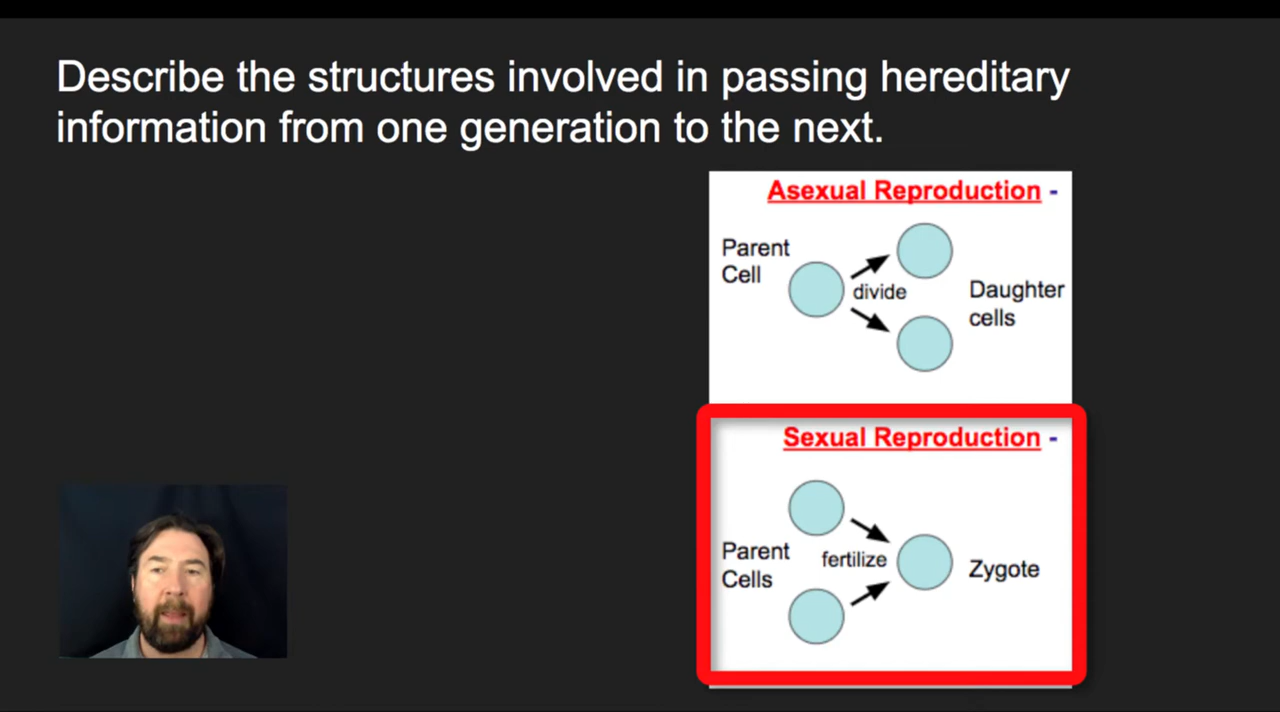 Describe the structures involved in passing hereditary
information from one generation to the next.
Asexual Reproduction -
Parent
Cell
divide
Daughter
cells
Sexual Reproduction -
Parent
Cells
fertilize
Zygote